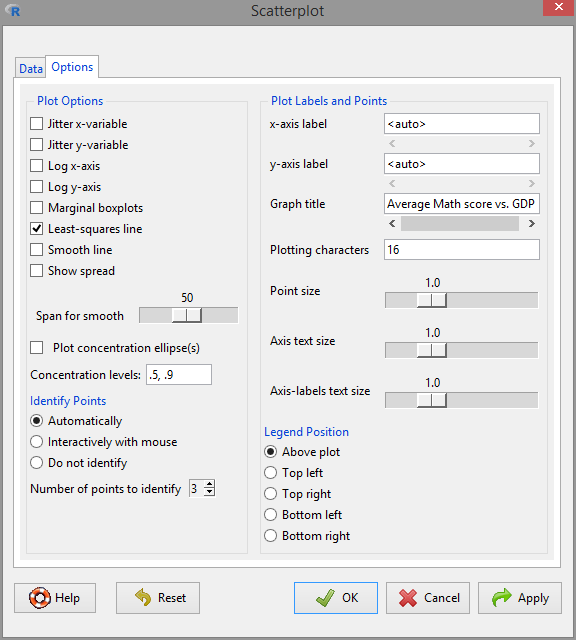 R
Scatterplot
Data
Options
Plot Options
Jitter x-variable
Jitter y-variable
Log x-axis
Log y-axis
Marginal boxplots
Least-squares line
Smooth line
Show spread
50
Span for smooth
Plot concentration ellipse(s)
Concentration levels: .5, .9
Identify Points
Automatically
Interactively with mouse
Do not identify
Number of points to identify 3
Plot Labels and Points
x-axis label <auto>
y-axis label <auto>
Graph title Average Math score vs. GDP
Plotting characters 16
1.0
Point size
1.0
Axis text size
1.0
Axis-labels text size
Legend Position
Above plot
Top left
Top right
Bottom left
Bottom right
Help
Reset
OK
Cancel
Apply